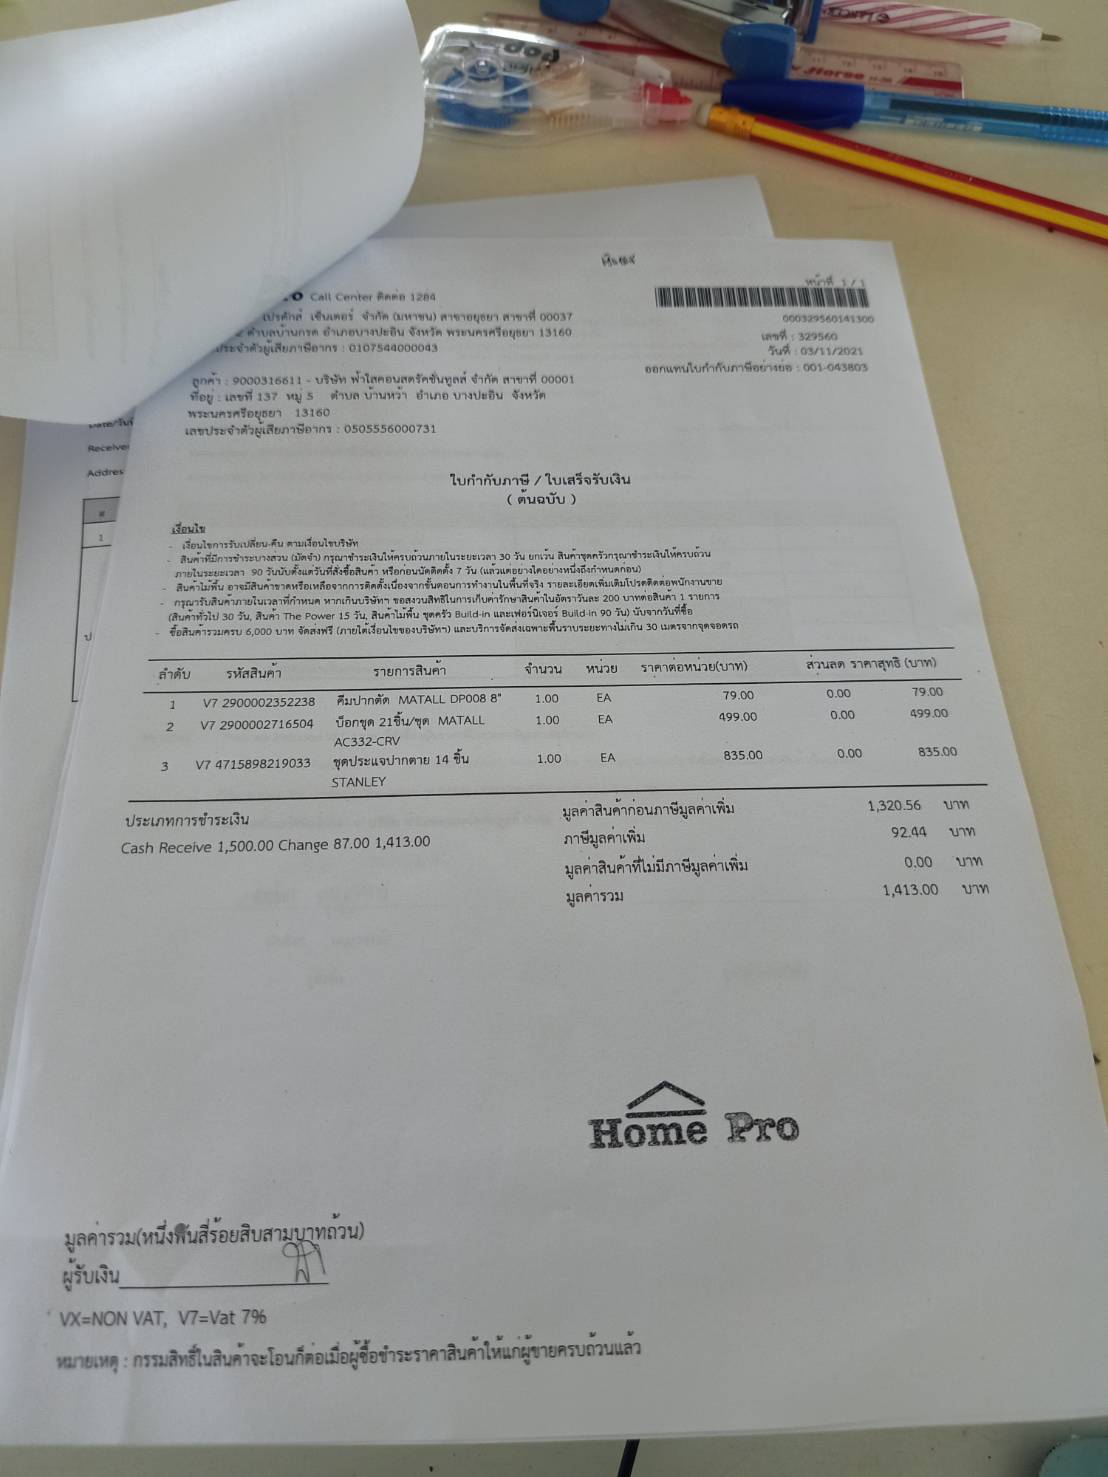 Call Center ติดต่อ 1284
หน้าที่ 1/1
000329560141300
เซ็นเตอร์ จำกัด (มหาชน) สาขาอยุธยา สาขาที่ 00037
ตำบลบ้านกรด อำเภอบางปะอิน จังหวัด พระนครศรีอยุธยา 13160
ประจำตัวผู้เสียภาษีอากร : 0107544000043
เลขที่ : 329560
วันที่ : 03/11/2021
ออกแทนใบกำกับภาษีอย่างย่อ : 001-043803
ลูกค้า : 9000316611 - บริษัท ฟ้าใสคอนสตรัคชั่นทูลส์ จำกัด สาขาที่ 00001
ที่อยู่ : เลขที่ 137 หมู่ 5 ตำบล บ้านหว้า อำเภอ บางปะอิน จังหวัด
พระนครศรีอยุธยา 13160
เลขประจำตัวผู้เสียภาษีอากร : 0505556000731
Receive
Addres
#
1
ใบกำกับภาษี / ใบเสร็จรับเงิน
( ต้นฉบับ )
เงื่อนไข
- เงื่อนไขการรับเปลี่ยน-คืน ตามเงื่อนไขบริษัท
- สินค้าที่มีการชำระบางส่วน (มัดจำ) กรุณาชำระเงินให้ครบถ้วนภายในระยะเวลา 30 วัน ยกเว้น สินค้าชุดครัวกรุณาชำระเงินให้ครบถ้วน
ภายในระยะเวลา 90 วันนับตั้งแต่วันที่สั่งซื้อสินค้า หรือก่อนนัดติดตั้ง 7 วัน (แล้วแต่อย่างใดอย่างหนึ่งถึงกำหนดก่อน)
- สินค้าไม้พื้น อาจมีสินค้าขาดหรือเหลือจากการติดตั้งเนื่องจากขั้นตอนการทำงานในพื้นที่จริง รายละเอียดเพิ่มเติมโปรดติดต่อพนักงานขาย
- กรุณารับสินค้าภายในเวลาที่กำหนด หากเกินบริษัทฯ ขอสงวนสิทธิในการเก็บค่ารักษาสินค้าในอัตราวันละ 200 บาทต่อสินค้า 1 รายการ
(สินค้าทั่วไป 30 วัน, สินค้า The Power 15 วัน, สินค้าไม้พื้น ชุดครัว Build-in และเฟอร์นิเจอร์ Build-in 90 วัน) นับจากวันที่ซื้อ
- ซื้อสินค้ารวมครบ 6,000 บาท จัดส่งฟรี (ภายใต้เงื่อนไขของบริษัทฯ) และบริการจัดส่งเฉพาะพื้นราบระยะทางไม่เกิน 30 เมตรจากจุดจอดรถ
ลำดับ รหัสสินค้า รายการสินค้า จำนวน หน่วย ราคาต่อหน่วย(บาท) ส่วนลด ราคาสุทธิ (บาท)
1 V7 2900002352238 คีมปากตัด MATALL DP008 8" 1.00 EA 79.00 0.00 79.00
2 V7 2900002716504 บ๊อกชุด 21ชิ้น/ชุด MATALL 1.00 EA 499.00 0.00 499.00
AC332-CRV
3 V7 4715898219033 ชุดประแจปากตาย 14 ชิ้น 1.00 EA 835.00 0.00 835.00
STANLEY
ประเภทการชำระเงิน
Cash Receive 1,500.00 Change 87.00 1,413.00
มูลค่าสินค้าก่อนภาษีมูลค่าเพิ่ม 1,320.56 บาท
ภาษีมูลค่าเพิ่ม 92.44 บาท
มูลค่าสินค้าที่ไม่มีภาษีมูลค่าเพิ่ม 0.00 บาท
มูลค่ารวม 1,413.00 บาท
Home Pro
มูลค่ารวม(หนึ่งพันสี่ร้อยสิบสามบาทถ้วน)
ผู้รับเงิน
VX=NON VAT, V7=Vat 7%
หมายเหตุ : กรรมสิทธิ์ในสินค้าจะโอนก็ต่อเมื่อผู้ซื้อชำระราคาสินค้าให้แก่ผู้ขายครบถ้วนแล้ว